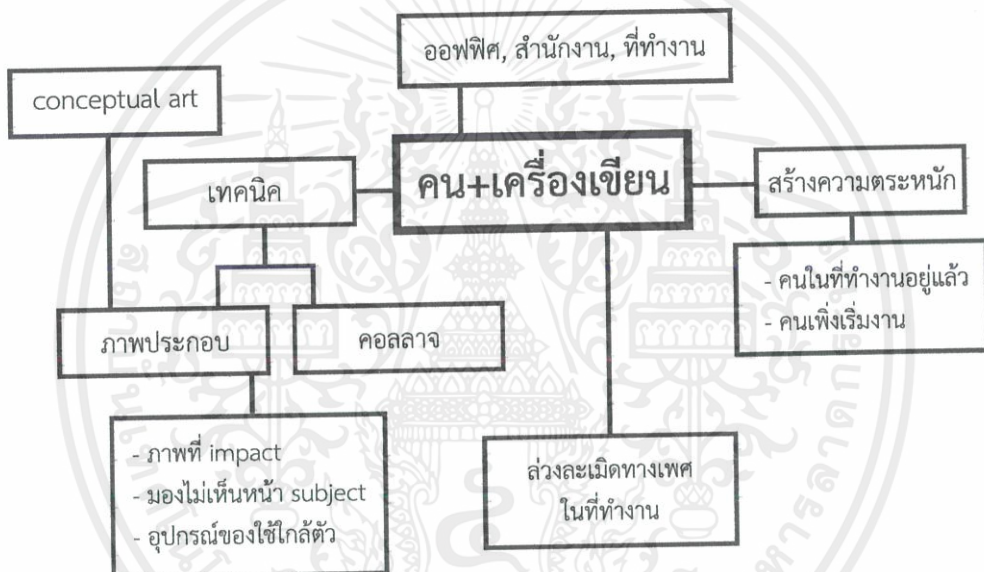 ออฟฟิศ, สำนักงาน, ที่ทำงาน
conceptual art
คน+เครื่องเขียน
เทคนิค
สร้างความตระหนัก
- คนในที่ทำงานอยู่แล้ว
- คนเพิ่งเริ่มงาน
ภาพประกอบ
คอลลาจ
- ภาพที่ impact
- มองไม่เห็นหน้า subject
- อุปกรณ์ของใช้ใกล้ตัว
ล่วงละเมิดทางเพศ
ในที่ทำงาน